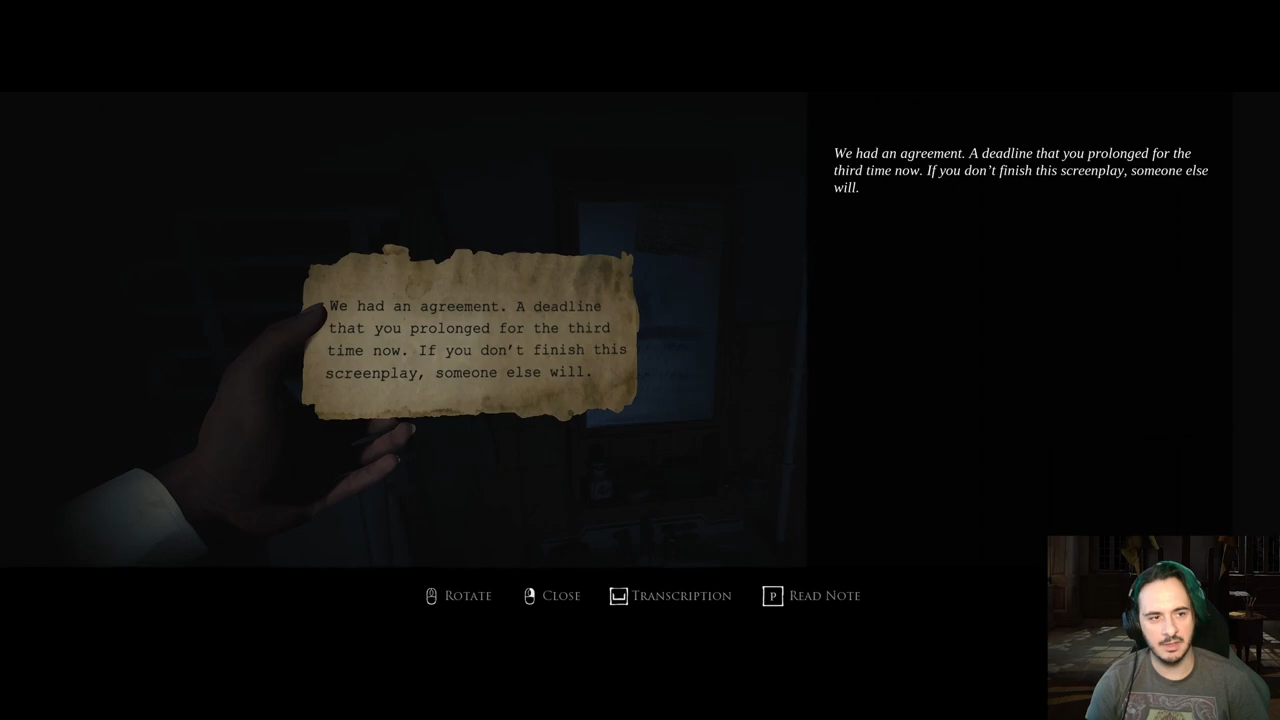 We had an agreement. A deadline
that you prolonged for the third
time now. If you don't finish this
screenplay, someone else will.
We had an agreement. A deadline that you prolonged for the
third time now. If you don’t finish this screenplay, someone else
will.
ROTATE
CLOSE
TRANSCRIPTION
P
READ NOTE